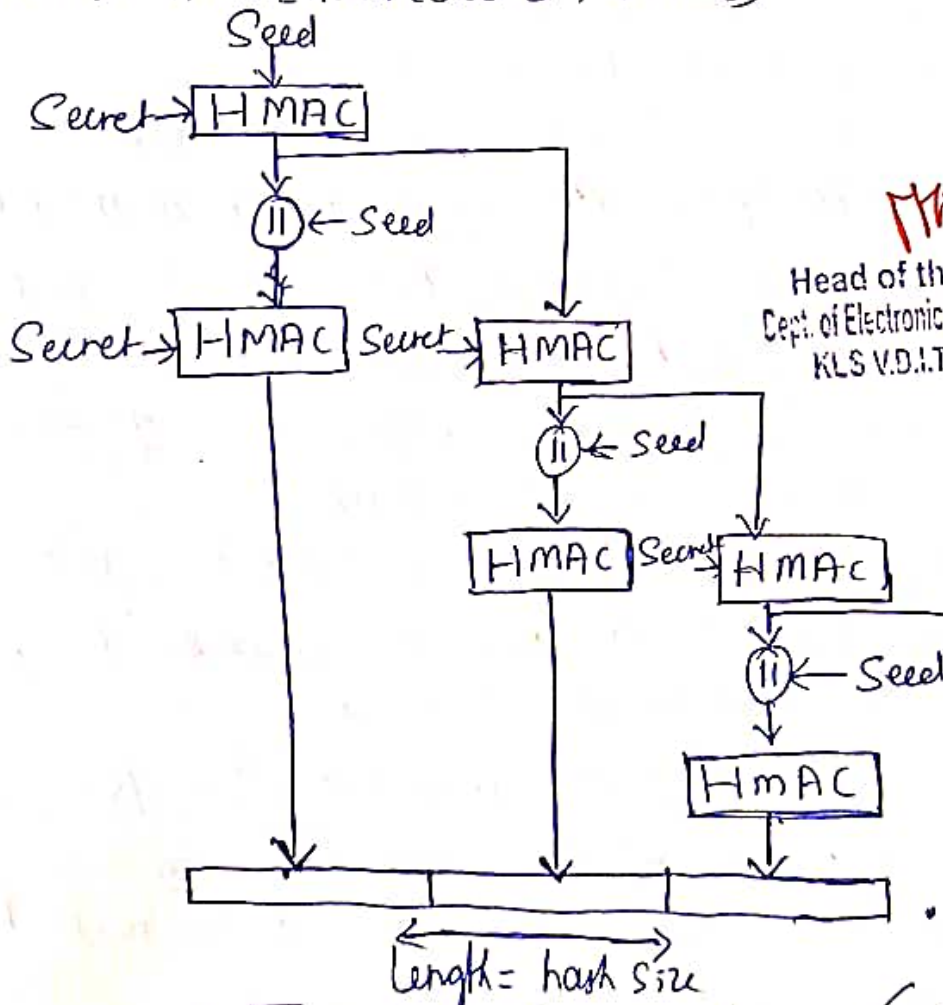 Seed
Secret → HMAC
|| ← Seed
Secret → HMAC
Secret → HMAC
|| ← Seed
HMAC
Secret → HMAC
|| ← Seed
HMAC
Length = hash size
Head of th
Dept. of Electronic
KLS V.D.I.T